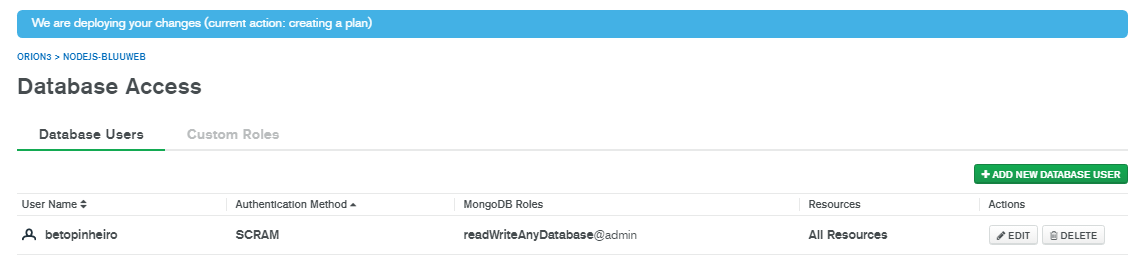 We are deploying your changes (current action: creating a plan)
ORION3 > NODEJS-BLUUWEB
Database Access
Database Users Custom Roles
ADD NEW DATABASE USER
User Name Authentication Method MongoDB Roles Resources Actions
betopinheiro SCRAM readWriteAnyDatabase@admin All Resources EDIT DELETE